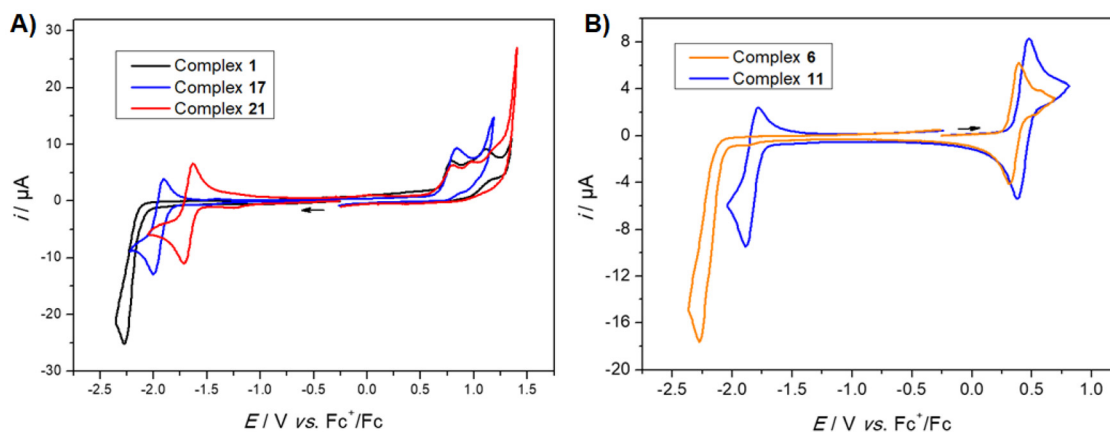 A)
30
20
10
0
-10
-20
-30
i / μA
Complex 1
Complex 17
Complex 21
-2.5 -2.0 -1.5 -1.0 -0.5 0.0 0.5 1.0 1.5
E / V vs. Fc⁺/Fc
B)
8
4
0
-4
-8
-12
-16
-20
i / μA
Complex 6
Complex 11
-2.5 -2.0 -1.5 -1.0 -0.5 0.0 0.5 1.0
E / V vs. Fc⁺/Fc